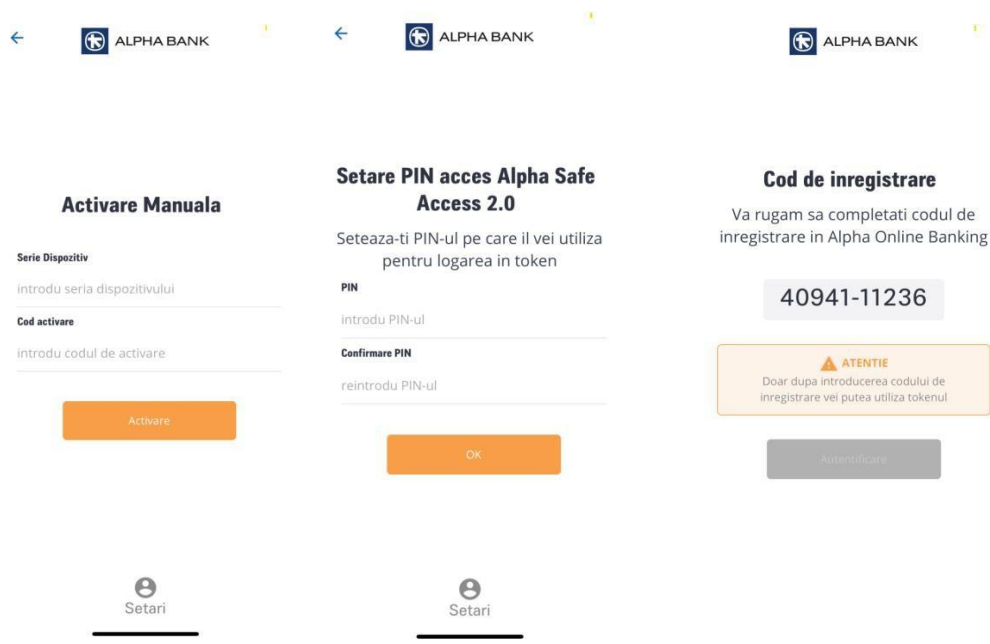 ALPHA BANK
Activare Manuala
Serie Dispozitiv
introdu seria dispozitivului
Cod activare
introdu codul de activare
Activare
Setari
ALPHA BANK
Setare PIN acces Alpha Safe
Access 2.0
Seteaza-ti PIN-ul pe care il vei utiliza
pentru logarea in token
PIN
introdu PIN-ul
Confirmare PIN
reintrodu PIN-ul
OK
Setari
ALPHA BANK
Cod de inregistrare
Va rugam sa completati codul de
inregistrare in Alpha Online Banking
40941-11236
ATENTIE
Doar dupa introducerea codului de
inregistrare vei putea utiliza tokenul
Autentificare